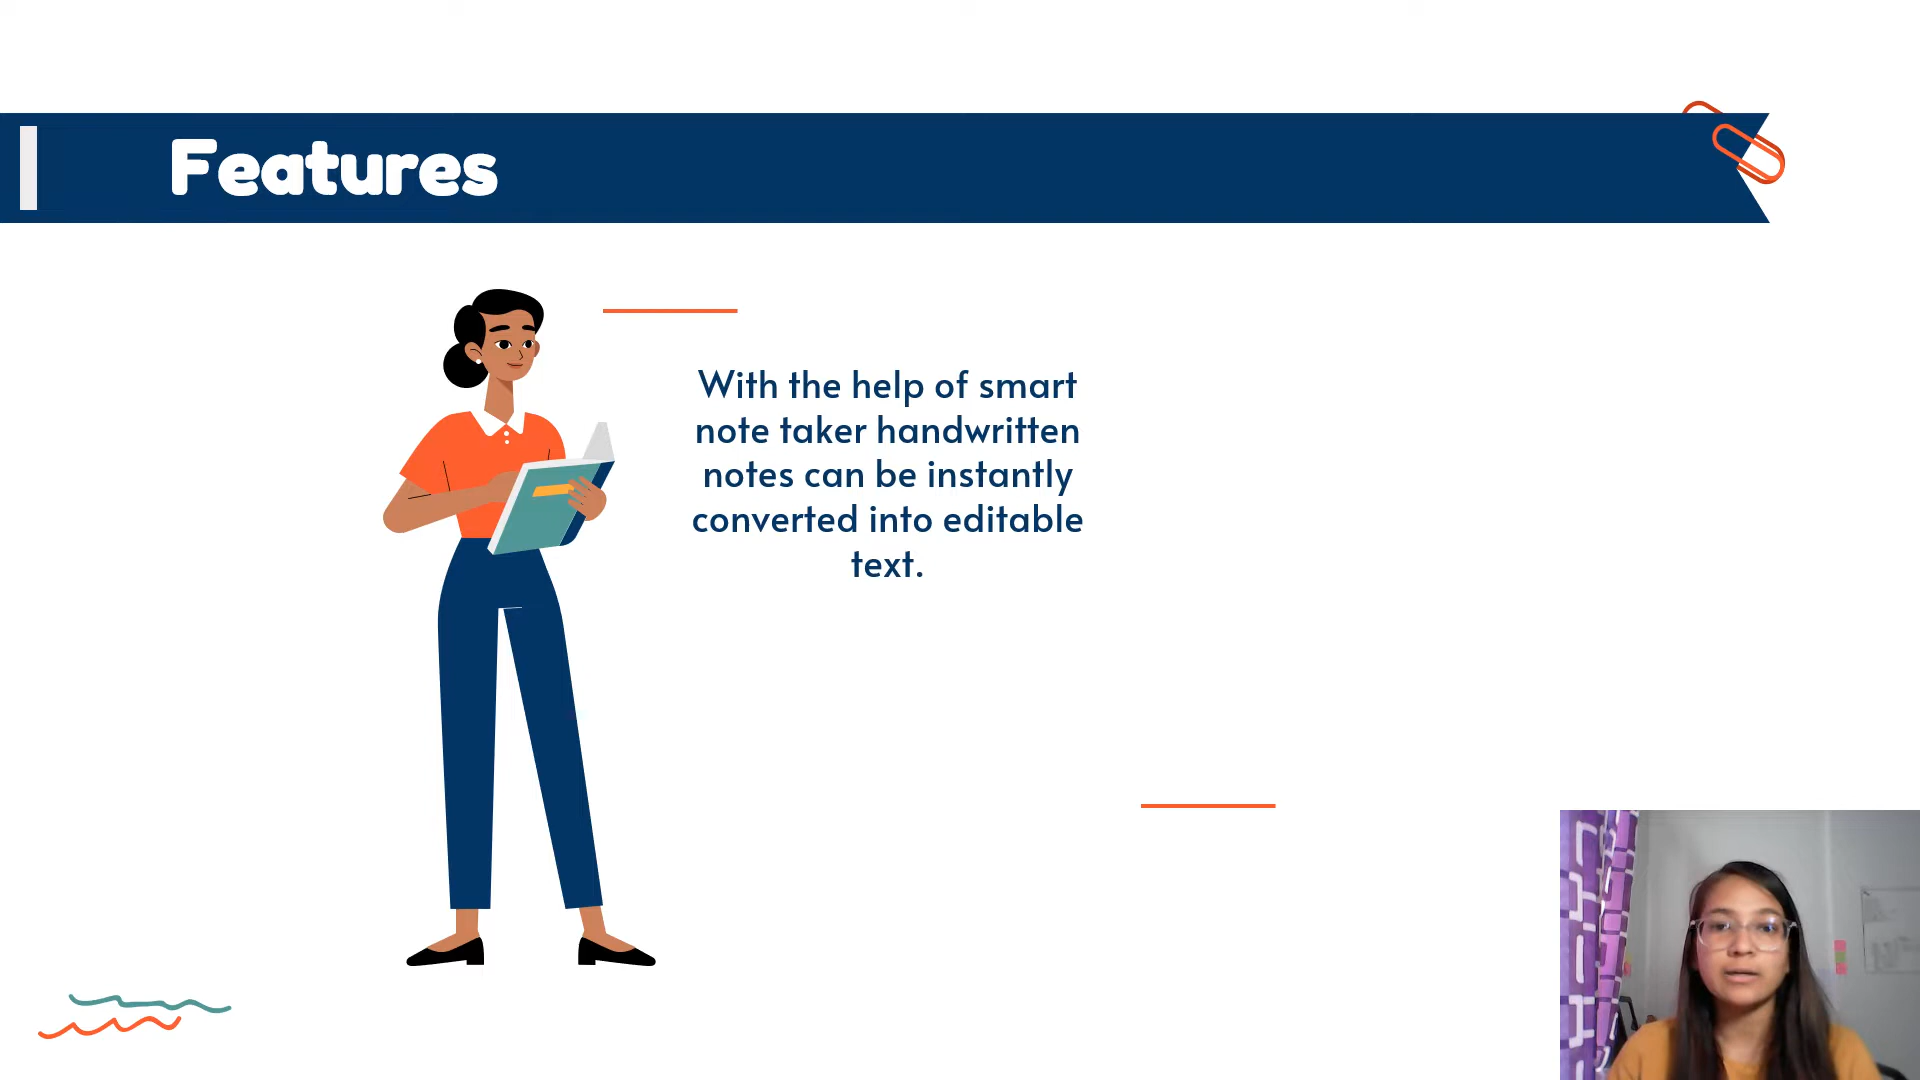 Features
With the help of smart
note taker handwritten
notes can be instantly
converted into editable
text.